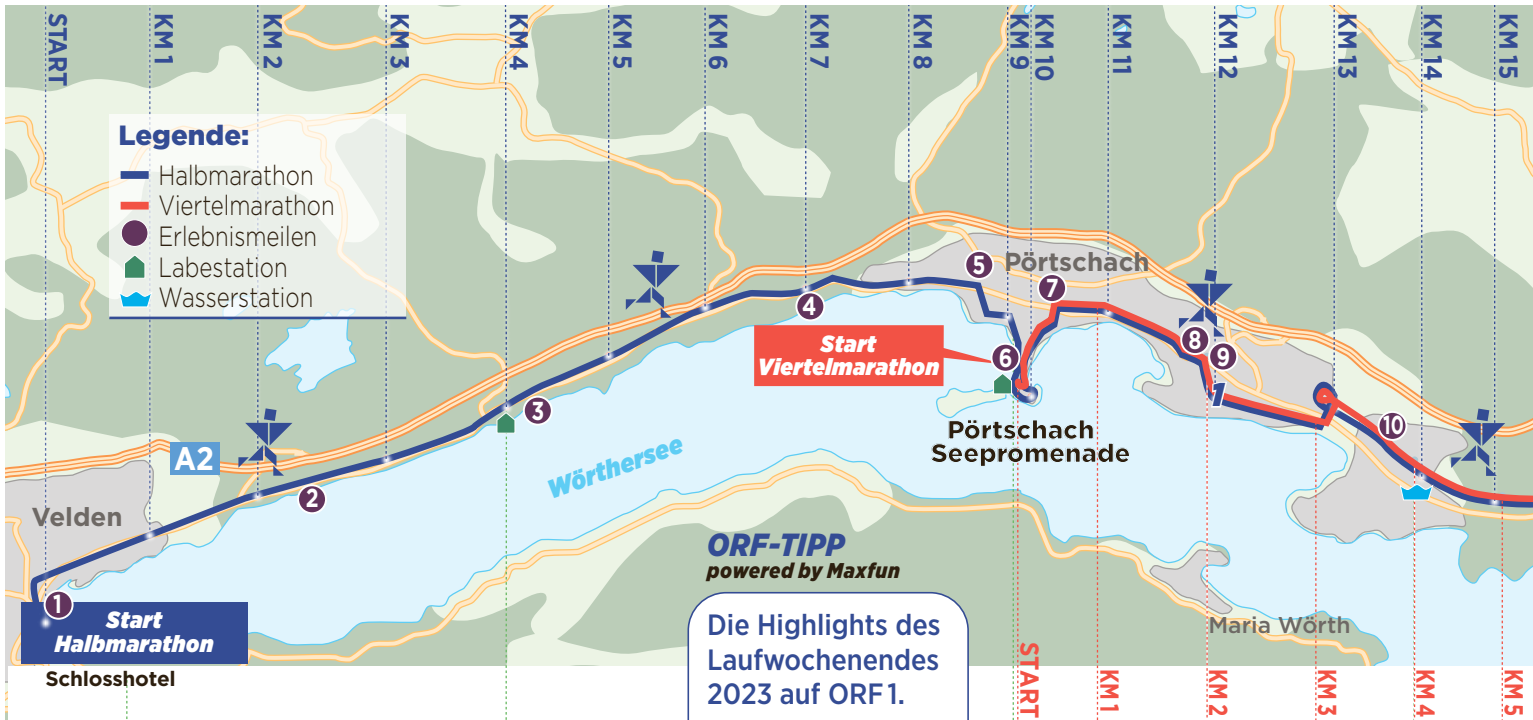 START
KM 1
KM 2
KM 3
KM 4
KM 5
KM 6
KM 7
KM 8
KM 9
KM 10
KM 11
KM 12
KM 13
KM 14
KM 15
Legende:
Halbmarathon
Viertelmarathon
Erlebnismeilen
Labestation
Wasserstation
5
Pörtschach
7
4
Start
Viertelmarathon
6
8
9
3
10
Pörtschach
Seepromenade
A2
Wörthersee
2
Velden
ORF-TIPP
powered by Maxfun
1
Start
Halbmarathon
Schlosshotel
Die Highlights des
Laufwochenendes
2023 auf ORF 1.
Maria Wörth
START
KM 1
KM 2
KM 3
KM 4
KM 5